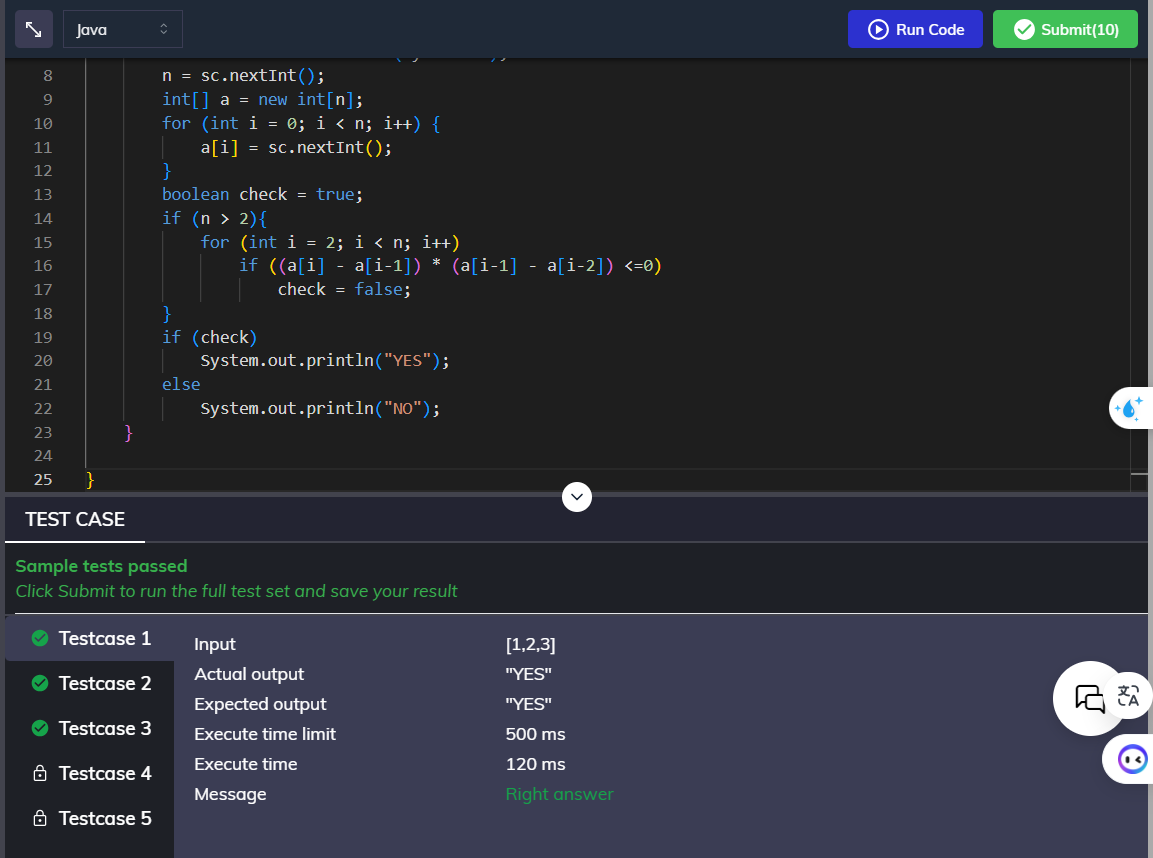 Java
Run Code
Submit(10)
8 n = sc.nextInt();
9 int[] a = new int[n];
10 for (int i = 0; i < n; i++) {
11 a[i] = sc.nextInt();
12 }
13 boolean check = true;
14 if (n > 2){
15 for (int i = 2; i < n; i++)
16 if ((a[i] - a[i-1]) * (a[i-1] - a[i-2]) <=0)
17 check = false;
18 }
19 if (check)
20 System.out.println("YES");
21 else
22 System.out.println("NO");
23 }
24
25 }
TEST CASE
Sample tests passed
Click Submit to run the full test set and save your result
Testcase 1
Testcase 2
Testcase 3
Testcase 4
Testcase 5
Input [1,2,3]
Actual output "YES"
Expected output "YES"
Execute time limit 500 ms
Execute time 120 ms
Message Right answer